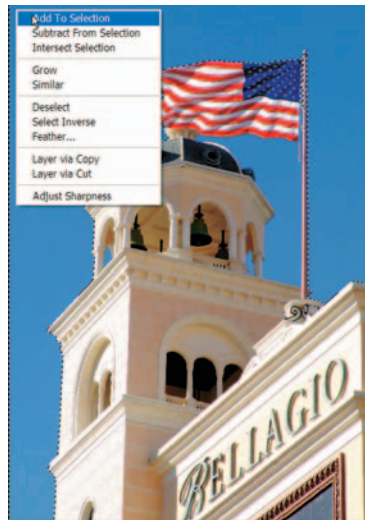 Add To Selection
Subtract From Selection
Intersect Selection
Grow
Similar
Deselect
Select Inverse
Feather...
Layer via Copy
Layer via Cut
Adjust Sharpness
BELLAGIO